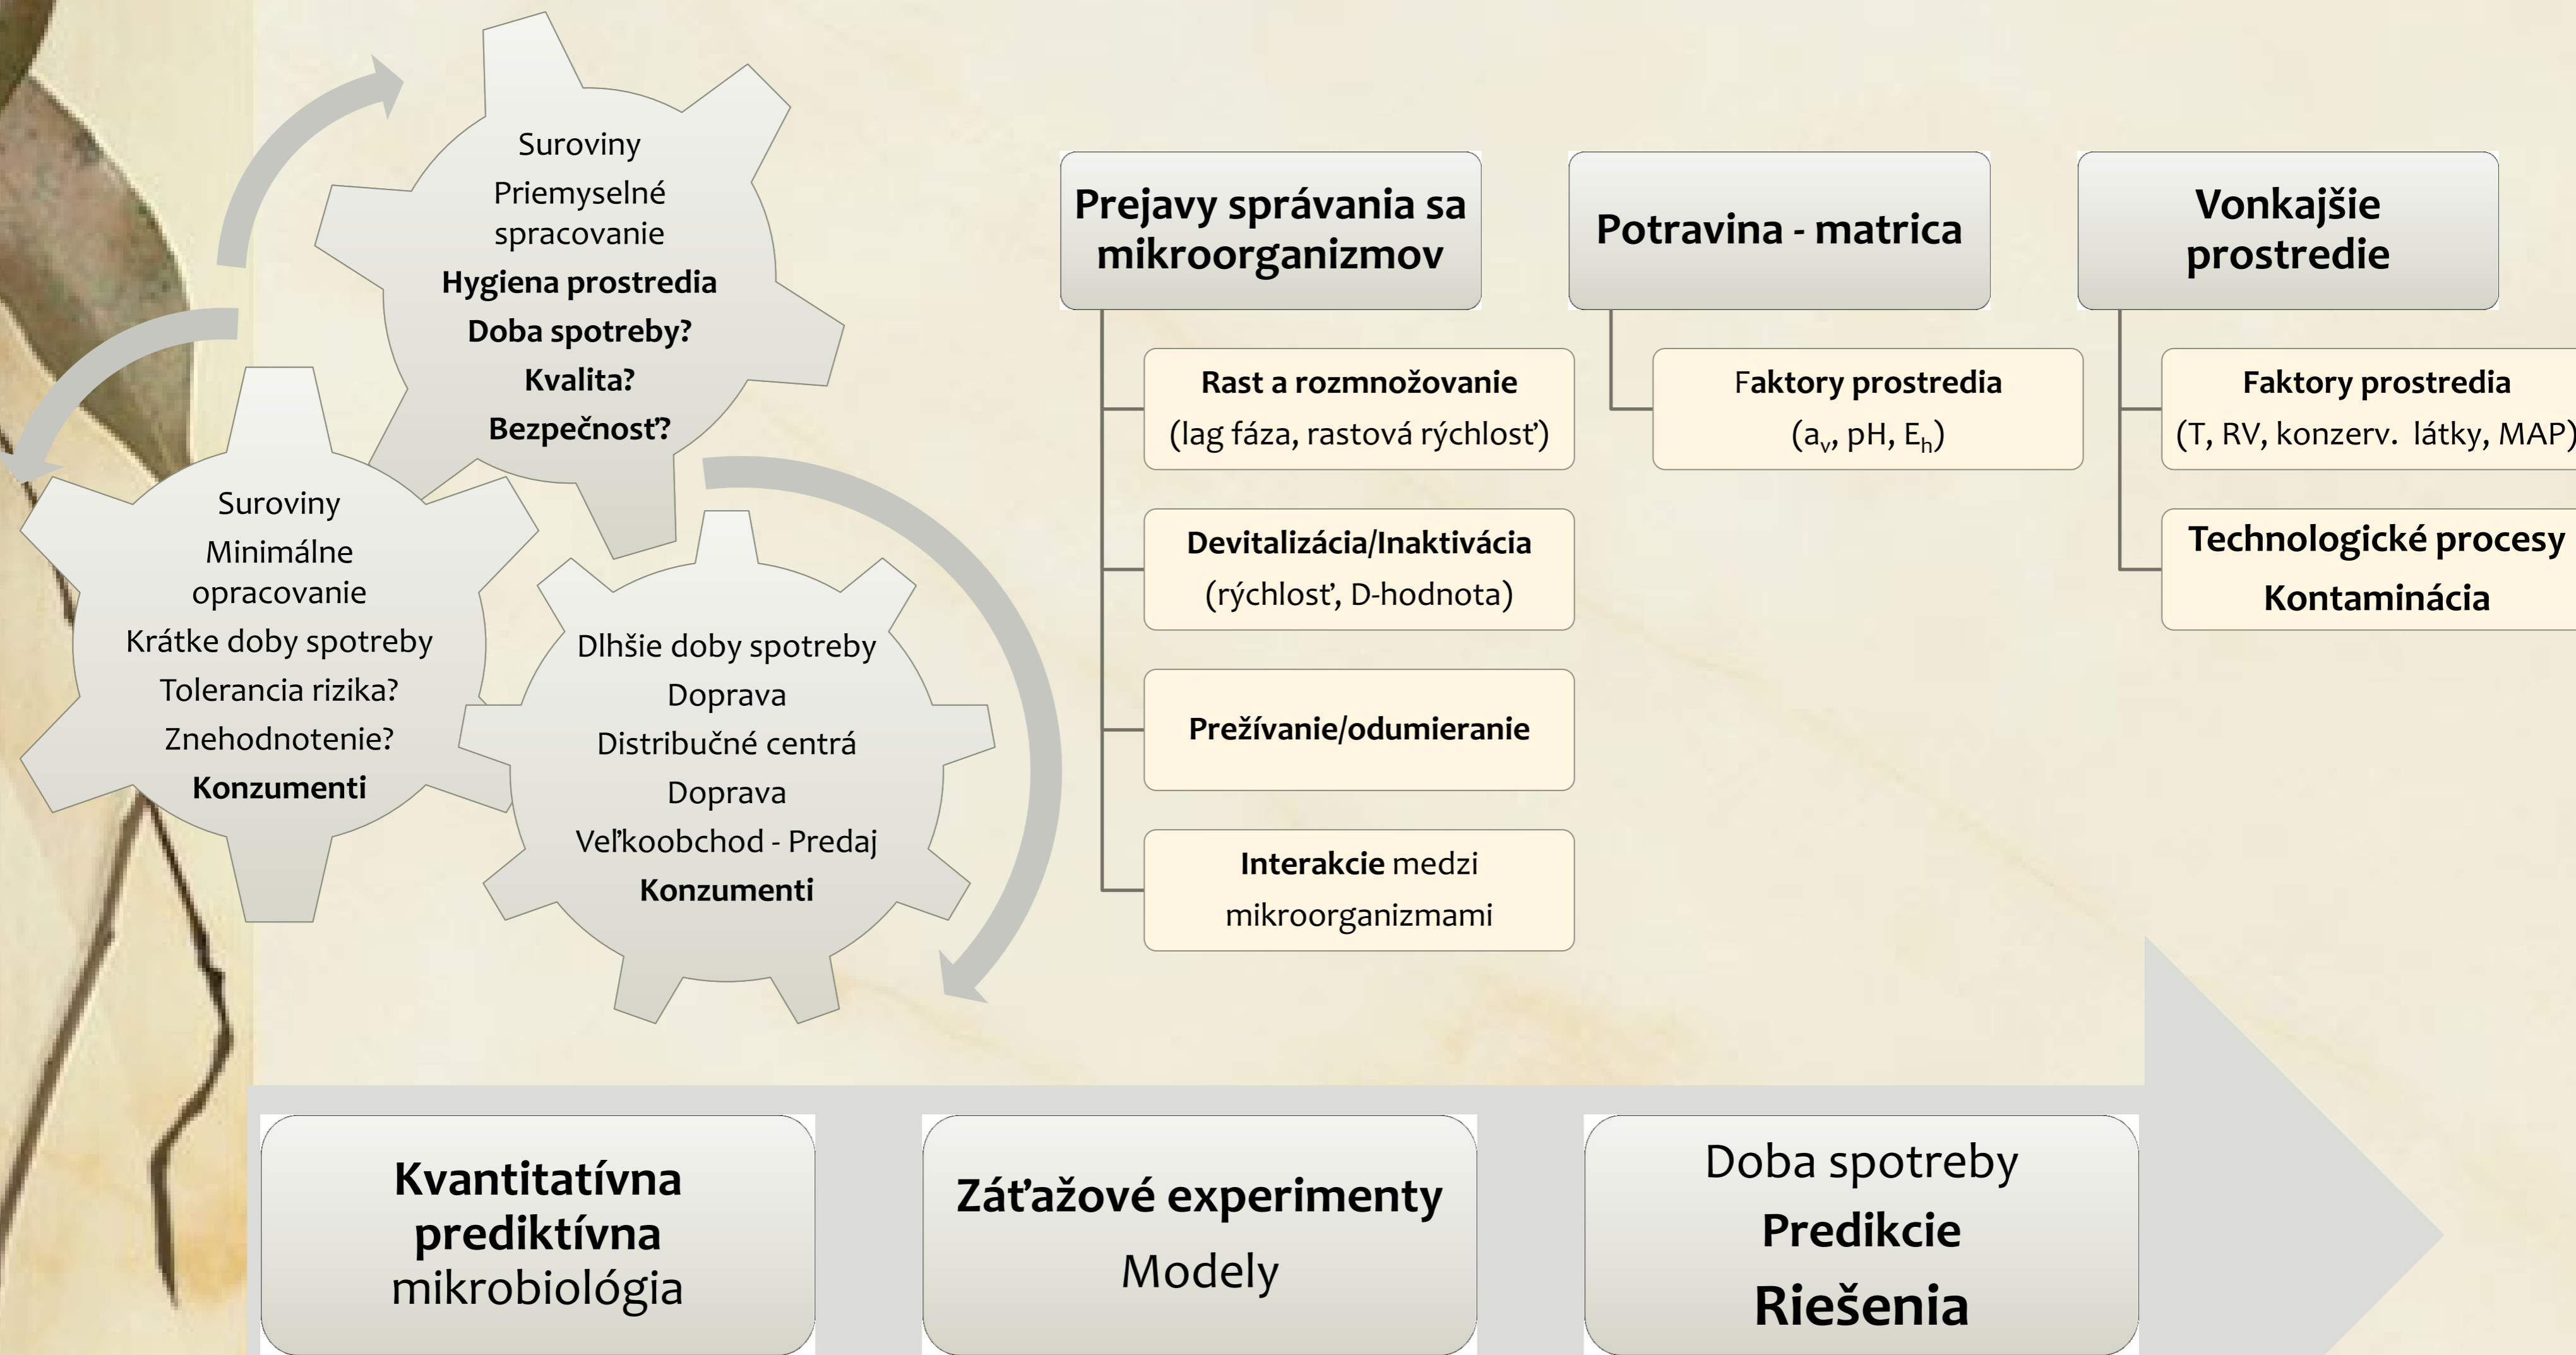 Suroviny
Priemyselné
spracovanie
Hygiena prostredia
Doba spotreby?
Kvalita?
Bezpečnosť?
Suroviny
Minimálne
opracovanie
Krátke doby spotreby
Tolerancia rizika?
Znehodnotenie?
Konzumenti
Dlhšie doby spotreby
Doprava
Distribučné centrá
Doprava
Veľkoobchod - Predaj
Konzumenti
Prejavy správania sa
mikroorganizmov
Rast a rozmnožovanie
(lag fáza, rastová rýchlosť)
Devitalizácia/Inaktivácia
(rýchlosť, D-hodnota)
Prežívanie/odumieranie
Interakcie medzi
mikroorganizmami
Potravina - matrica
Faktory prostredia
(av, pH, Eh)
Vonkajšie
prostredie
Faktory prostredia
(T, RV, konzerv. látky, MAP)
Technologické procesy
Kontaminácia
Kvantitatívna
prediktívna
mikrobiológia
Záťažové experimenty
Modely
Doba spotreby
Predikcie
Riešenia